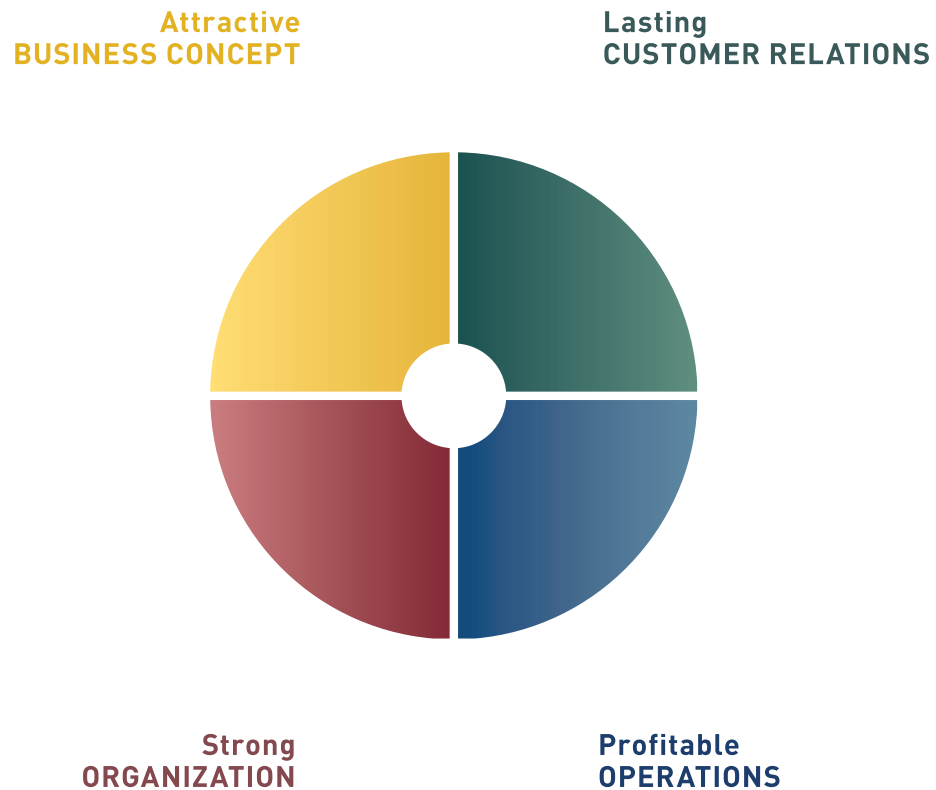 Attractive
BUSINESS CONCEPT
Lasting
CUSTOMER RELATIONS
Strong
ORGANIZATION
Profitable
OPERATIONS